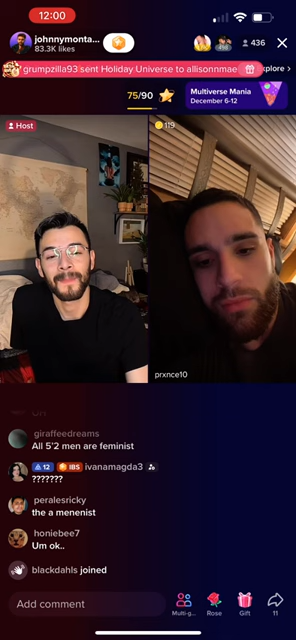 12:00
johnnymonta...
83.3K likes
456
436
grumpzilla93 sent Holiday Universe to allisonnmae
xplore >
75/90
Multiverse Mania
December 6-12
Host
119
prxnce10
giraffeedreams
All 5'2 men are feminist
12 IBS ivanamagda3
???????
peralesricky
the a menenist
honiebee7
Um ok..
blackdahls joined
Add comment
Multi-g...
Rose
Gift
11